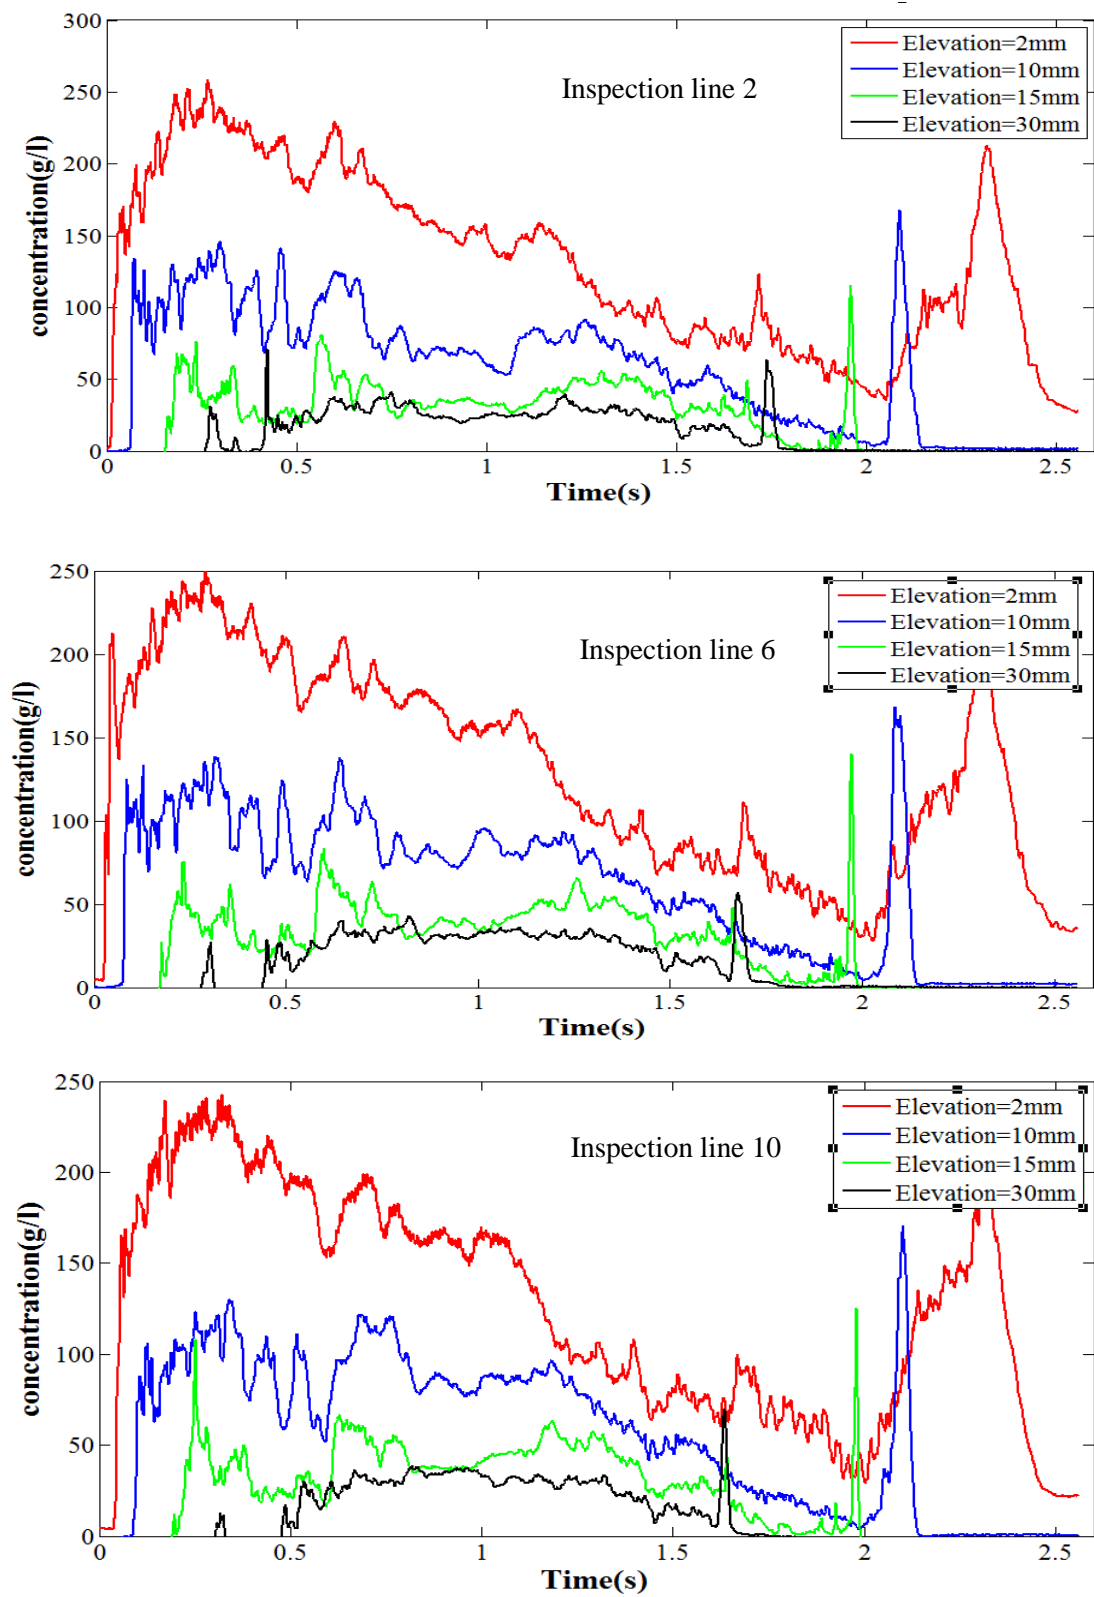 300
250
200
150
100
50
0
concentration(g/l)
Inspection line 2
Elevation=2mm
Elevation=10mm
Elevation=15mm
Elevation=30mm
0 0.5 1 1.5 2 2.5
Time(s)
250
200
150
100
50
0
concentration(g/l)
Inspection line 6
Elevation=2mm
Elevation=10mm
Elevation=15mm
Elevation=30mm
0 0.5 1 1.5 2 2.5
Time(s)
250
200
150
100
50
0
concentration(g/l)
Inspection line 10
Elevation=2mm
Elevation=10mm
Elevation=15mm
Elevation=30mm
0 0.5 1 1.5 2 2.5
Time(s)